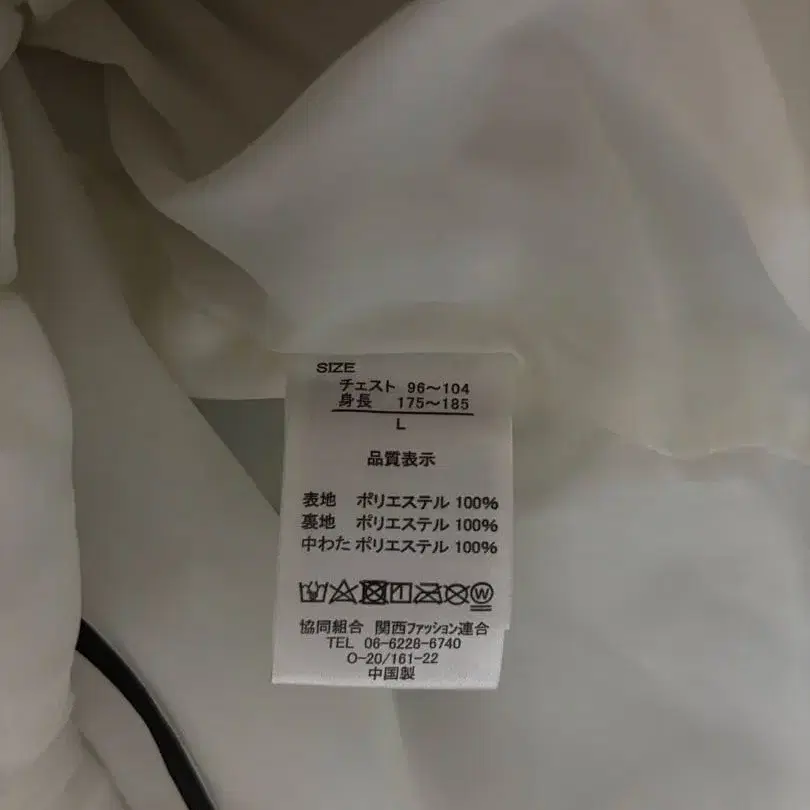 SIZE
チェスト 96～104
身長 175～185
L
品質表示
表地 ポリエステル 100%
裏地 ポリエステル 100%
中わた ポリエステル 100%
W
協同組合 関西ファッション連合
TEL 06-6228-6740
O-20/161-22
中国製